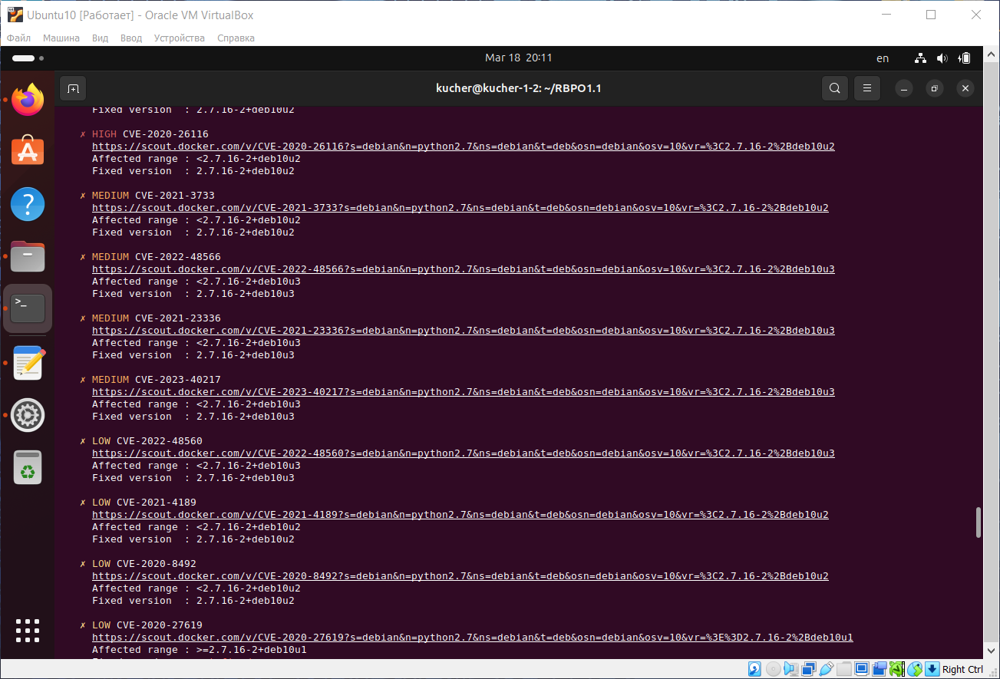 Ubuntu10 [Работает] - Oracle VM VirtualBox
Файл Машина Вид Ввод Устройства Справка
Mar 18 20:11
en
kucher@kucher-1-2: ~/RBPO1.1
Fixed version : 2.7.16-2+deb10u2
✗ HIGH CVE-2020-26116
https://scout.docker.com/v/CVE-2020-26116?s=debian&n=python2.7&ns=debian&t=deb&osn=debian&osv=10&vr=%3C2.7.16-2%2Bdeb10u2
Affected range : <2.7.16-2+deb10u2
Fixed version : 2.7.16-2+deb10u2
✗ MEDIUM CVE-2021-3733
https://scout.docker.com/v/CVE-2021-3733?s=debian&n=python2.7&ns=debian&t=deb&osn=debian&osv=10&vr=%3C2.7.16-2%2Bdeb10u2
Affected range : <2.7.16-2+deb10u2
Fixed version : 2.7.16-2+deb10u2
✗ MEDIUM CVE-2022-48566
https://scout.docker.com/v/CVE-2022-48566?s=debian&n=python2.7&ns=debian&t=deb&osn=debian&osv=10&vr=%3C2.7.16-2%2Bdeb10u3
Affected range : <2.7.16-2+deb10u3
Fixed version : 2.7.16-2+deb10u3
✗ MEDIUM CVE-2021-23336
https://scout.docker.com/v/CVE-2021-23336?s=debian&n=python2.7&ns=debian&t=deb&osn=debian&osv=10&vr=%3C2.7.16-2%2Bdeb10u3
Affected range : <2.7.16-2+deb10u3
Fixed version : 2.7.16-2+deb10u3
✗ MEDIUM CVE-2023-40217
https://scout.docker.com/v/CVE-2023-40217?s=debian&n=python2.7&ns=debian&t=deb&osn=debian&osv=10&vr=%3C2.7.16-2%2Bdeb10u3
Affected range : <2.7.16-2+deb10u3
Fixed version : 2.7.16-2+deb10u3
✗ LOW CVE-2022-48560
https://scout.docker.com/v/CVE-2022-48560?s=debian&n=python2.7&ns=debian&t=deb&osn=debian&osv=10&vr=%3C2.7.16-2%2Bdeb10u3
Affected range : <2.7.16-2+deb10u3
Fixed version : 2.7.16-2+deb10u3
✗ LOW CVE-2021-4189
https://scout.docker.com/v/CVE-2021-4189?s=debian&n=python2.7&ns=debian&t=deb&osn=debian&osv=10&vr=%3C2.7.16-2%2Bdeb10u2
Affected range : <2.7.16-2+deb10u2
Fixed version : 2.7.16-2+deb10u2
✗ LOW CVE-2020-8492
https://scout.docker.com/v/CVE-2020-8492?s=debian&n=python2.7&ns=debian&t=deb&osn=debian&osv=10&vr=%3C2.7.16-2%2Bdeb10u2
Affected range : <2.7.16-2+deb10u2
Fixed version : 2.7.16-2+deb10u2
✗ LOW CVE-2020-27619
https://scout.docker.com/v/CVE-2020-27619?s=debian&n=python2.7&ns=debian&t=deb&osn=debian&osv=10&vr=%3E%3D2.7.16-2%2Bdeb10u1
Affected range : >=2.7.16-2+deb10u1
Right Ctrl